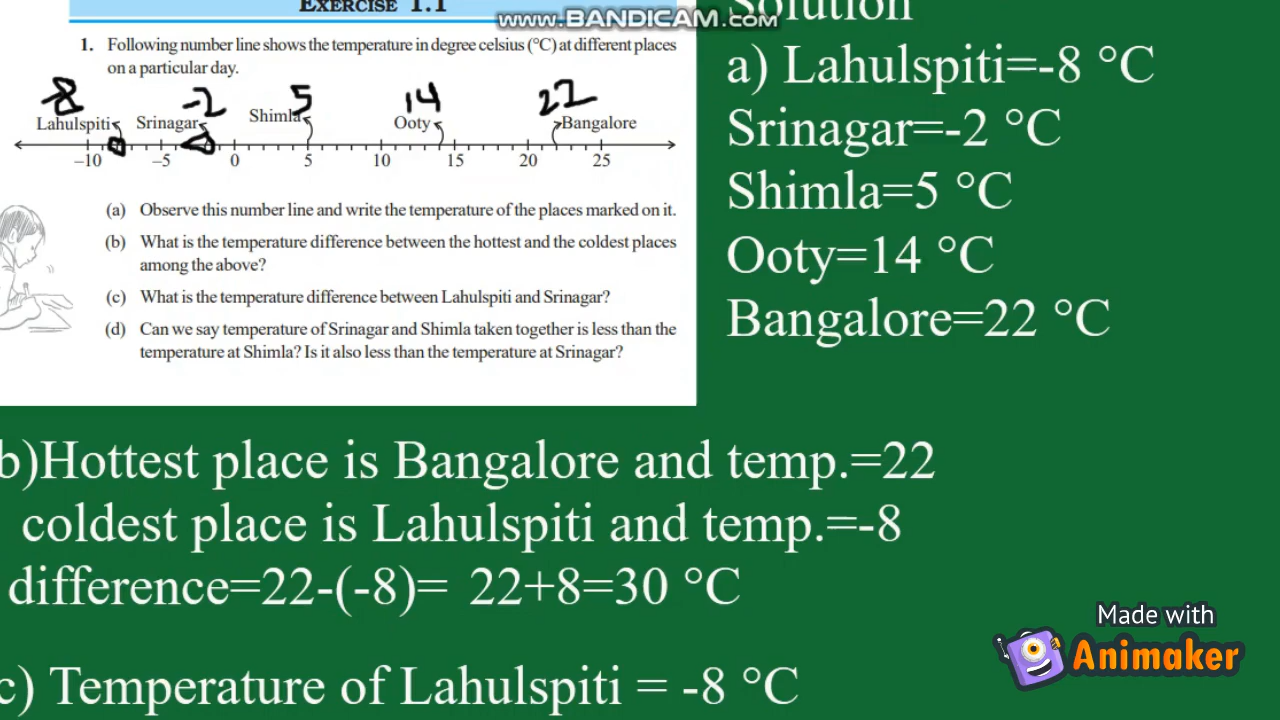 EXERCISE 1.1
www.BANDICAM.com
Solution
1. Following number line shows the temperature in degree celsius (°C) at different places
on a particular day.
-8 -2 5 14 22
Lahulspiti Srinagar Shimla Ooty Bangalore
–10 –5 0 5 10 15 20 25
(a) Observe this number line and write the temperature of the places marked on it.
(b) What is the temperature difference between the hottest and the coldest places
among the above?
(c) What is the temperature difference between Lahulspiti and Srinagar?
(d) Can we say temperature of Srinagar and Shimla taken together is less than the
temperature at Shimla? Is it also less than the temperature at Srinagar?
a) Lahulspiti=-8 °C
Srinagar=-2 °C
Shimla=5 °C
Ooty=14 °C
Bangalore=22 °C
b)Hottest place is Bangalore and temp.=22
coldest place is Lahulspiti and temp.=-8
difference=22-(-8)= 22+8=30 °C
c) Temperature of Lahulspiti = -8 °C
Made with
Animaker